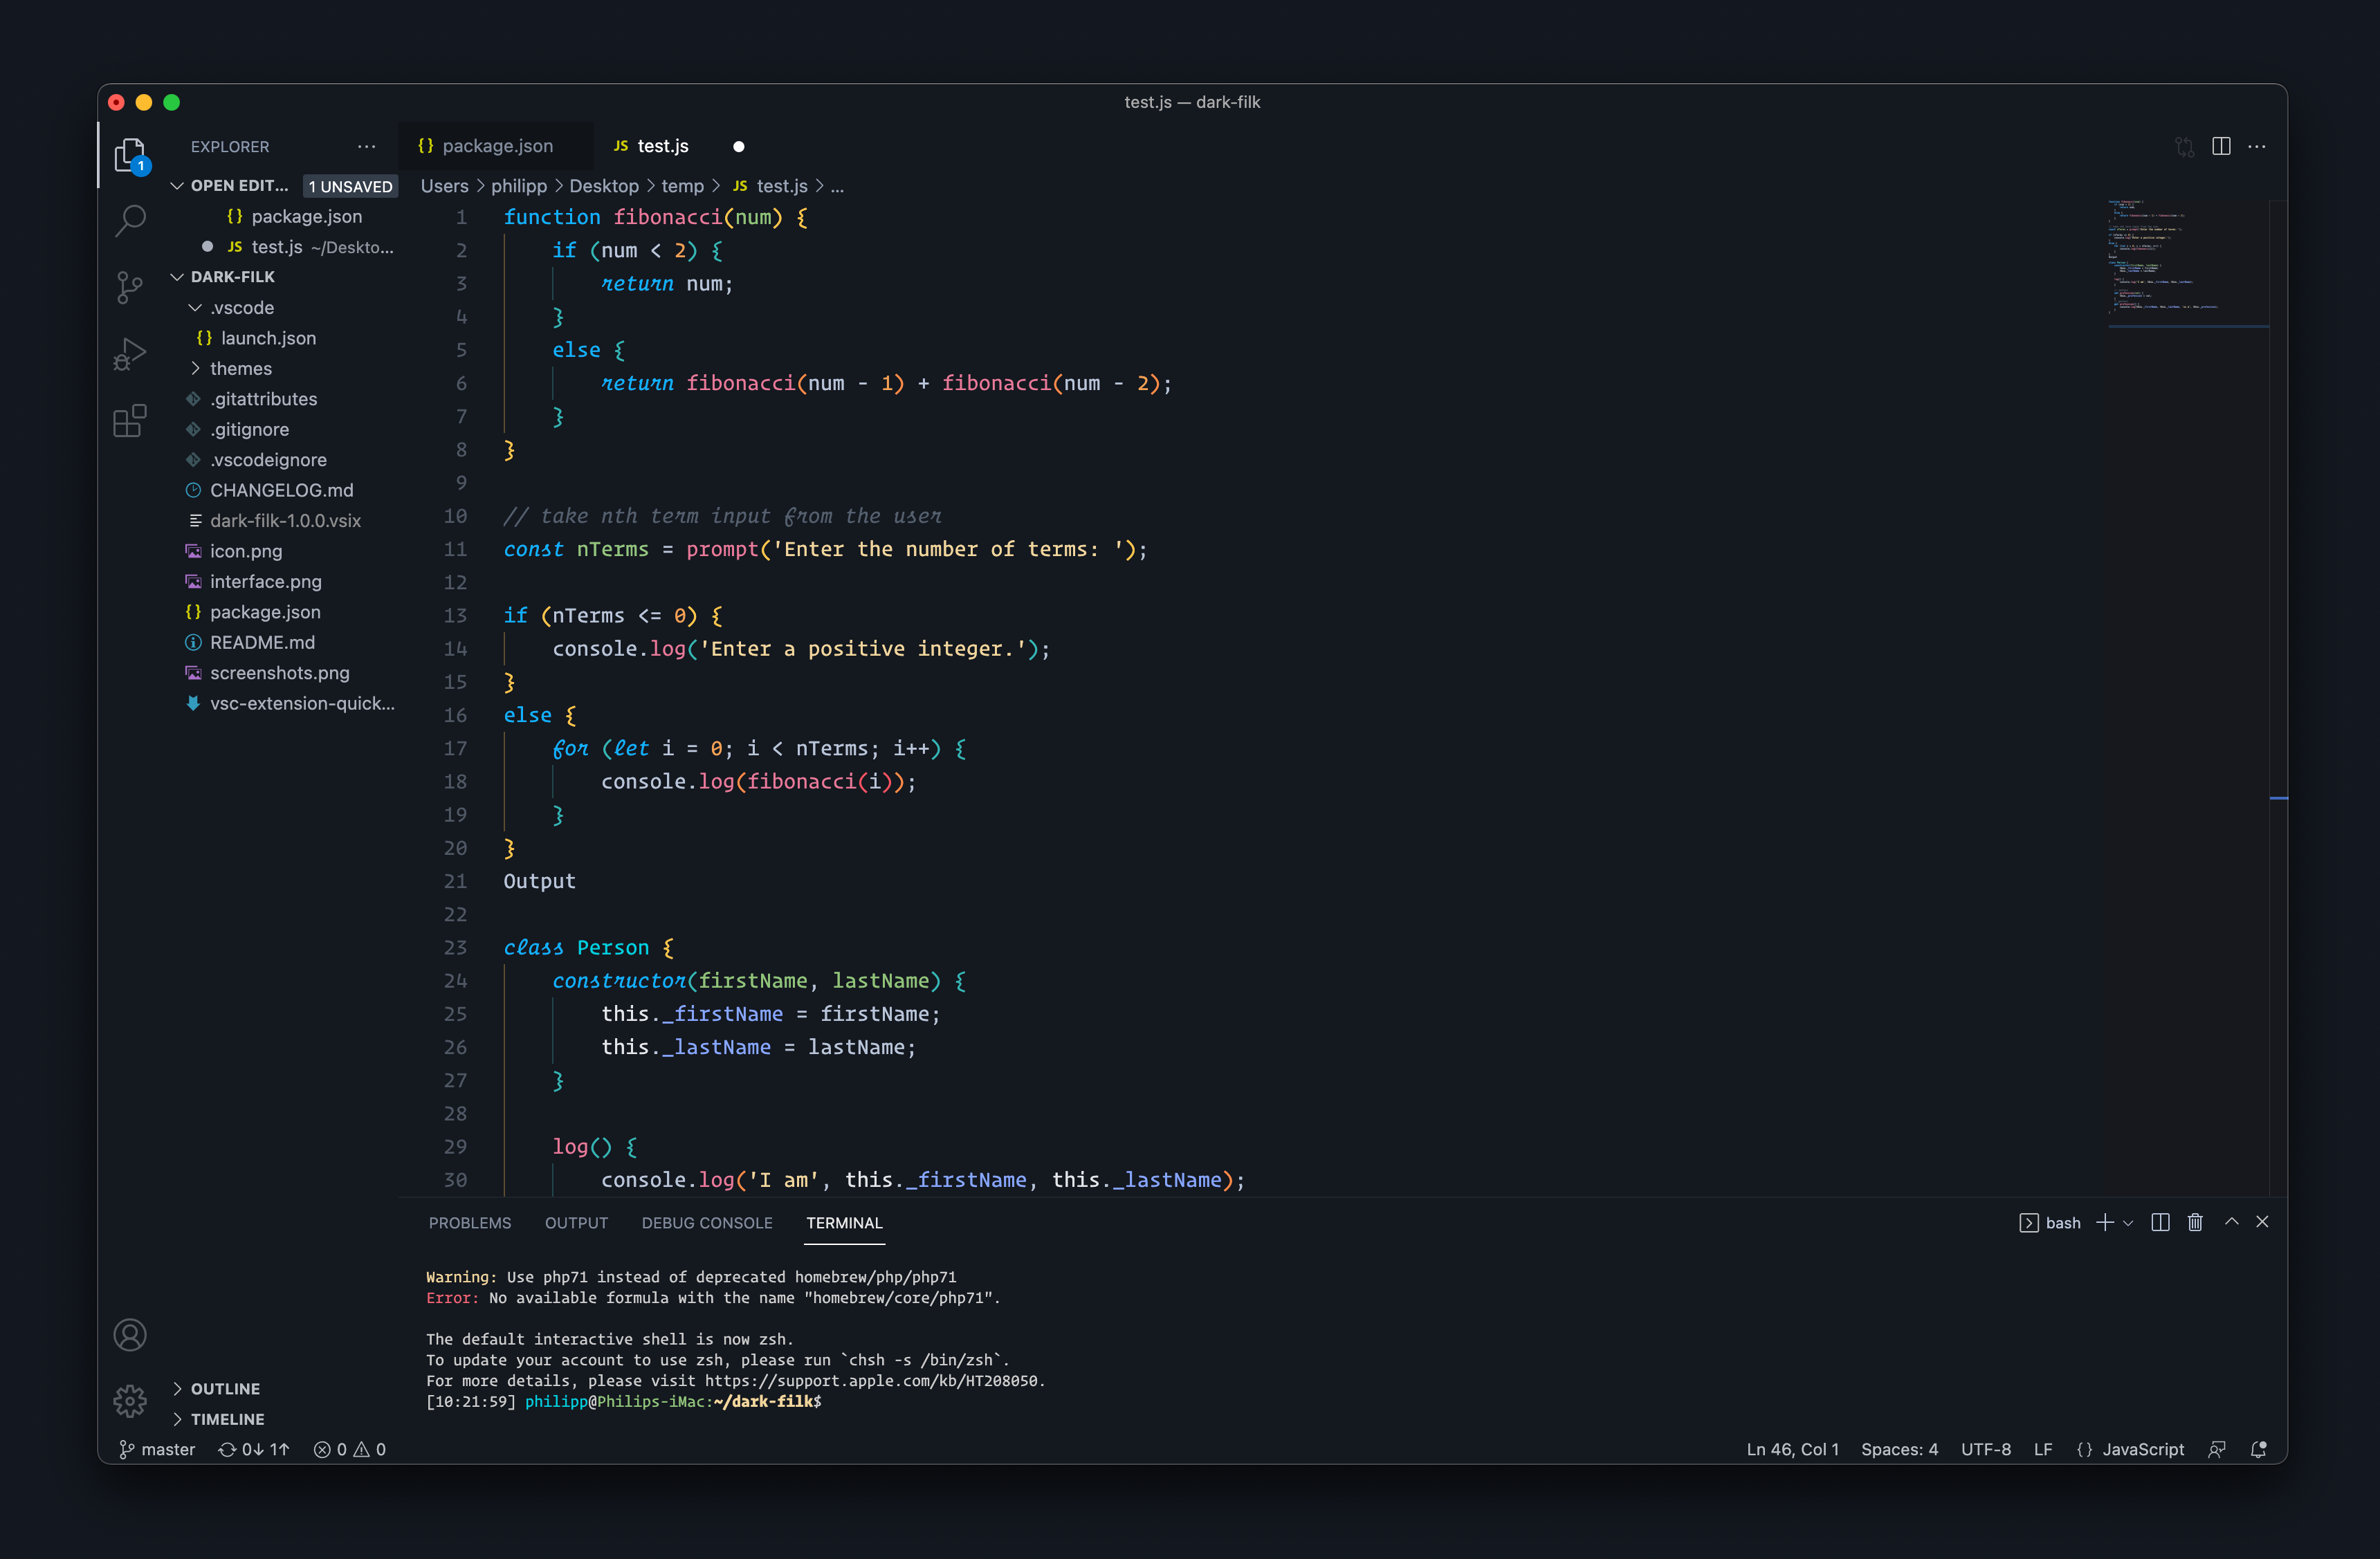 test.js — dark-filk
1
EXPLORER
{} package.json
JS test.js
OPEN EDIT... 1 UNSAVED
{} package.json
JS test.js ~/Deskto...
DARK-FILK
.vscode
{} launch.json
themes
.gitattributes
.gitignore
.vscodeignore
CHANGELOG.md
dark-filk-1.0.0.vsix
icon.png
interface.png
{} package.json
README.md
screenshots.png
vsc-extension-quick...
OUTLINE
TIMELINE
Users > philipp > Desktop > temp > JS test.js > ...
1 function fibonacci(num) {
2     if (num < 2) {
3         return num;
4     }
5     else {
6         return fibonacci(num - 1) + fibonacci(num - 2);
7     }
8 }
9
10 // take nth term input from the user
11 const nTerms = prompt('Enter the number of terms: ');
12
13 if (nTerms <= 0) {
14     console.log('Enter a positive integer.');
15 }
16 else {
17     for (let i = 0; i < nTerms; i++) {
18         console.log(fibonacci(i));
19     }
20 }
21 Output
22
23 class Person {
24     constructor(firstName, lastName) {
25         this._firstName = firstName;
26         this._lastName = lastName;
27     }
28
29     log() {
30         console.log('I am', this._firstName, this._lastName);
PROBLEMS OUTPUT DEBUG CONSOLE TERMINAL
bash
Warning: Use php71 instead of deprecated homebrew/php/php71
Error: No available formula with the name "homebrew/core/php71".
The default interactive shell is now zsh.
To update your account to use zsh, please run `chsh -s /bin/zsh`.
For more details, please visit https://support.apple.com/kb/HT208050.
[10:21:59] philipp@Philips-iMac:~/dark-filk$
master 0↓ 1↑ 0 0
Ln 46, Col 1 Spaces: 4 UTF-8 LF {} JavaScript